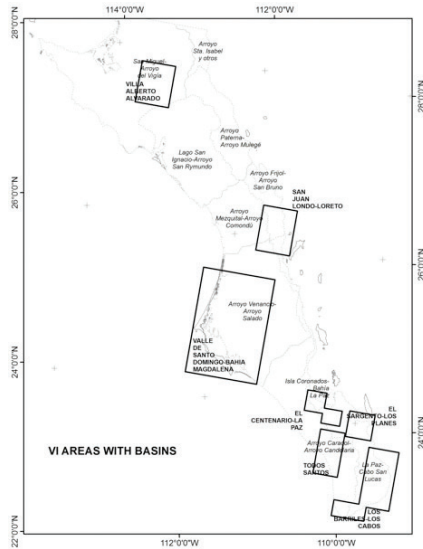 114°0'0"W
112°0'0"W
28°0'0"N
Arroyo
Sta. Isabel
y otros
San Miguel-
Arroyo
del Vigía
VILLA
ALBERTO
ALVARADO
Arroyo
Paterna-
Arroyo Mulegé
Lago San
Ignacio-Arroyo
San Raymundo
Arroyo Frijol-
Arroyo
San Bruno
SAN
JUAN
LONDO-LORETO
26°0'0"N
Arroyo
Mezquital-Arroyo
Comondú
Arroyo Venancio-
Arroyo
Salado
VALLE
DE
SANTO
DOMINGO-BAHIA
MAGDALENA
24°0'0"N
Isla Coronados-
Bahía
La Paz
EL
CENTENARIO-LA
PAZ
EL
SARGENTO-LOS
PLANES
24°0'0"N
Arroyo Caracol-
Arroyo Candelaria
TODOS
SANTOS
La Paz-
Cabo San
Lucas
VI AREAS WITH BASINS
LOS
BARRILES-LOS
CABOS
22°0'0"N
112°0'0"W
110°0'0"W